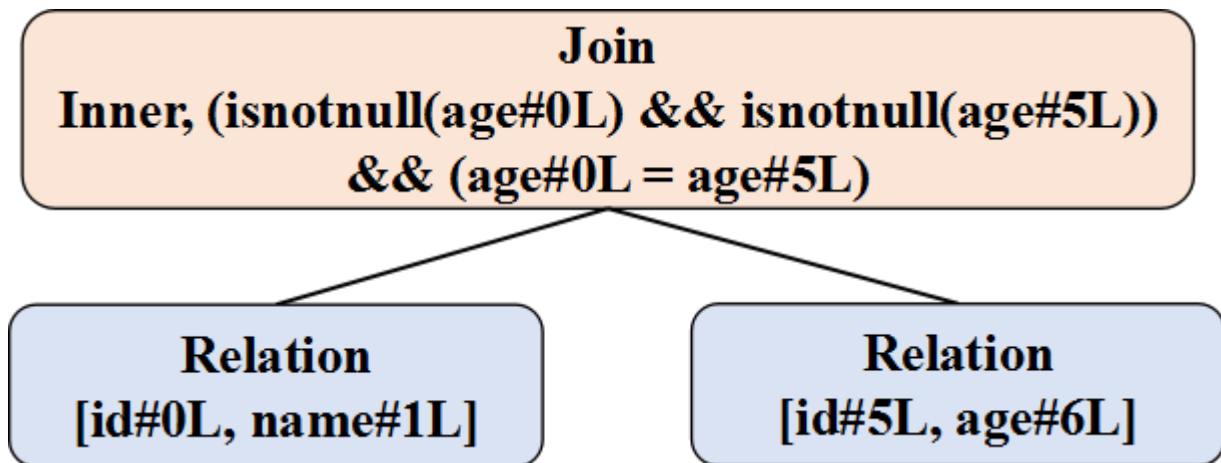 Join
Inner, (isnotnull(age#0L) && isnotnull(age#5L))
&& (age#0L = age#5L)
Relation
[id#0L, name#1L]
Relation
[id#5L, age#6L]